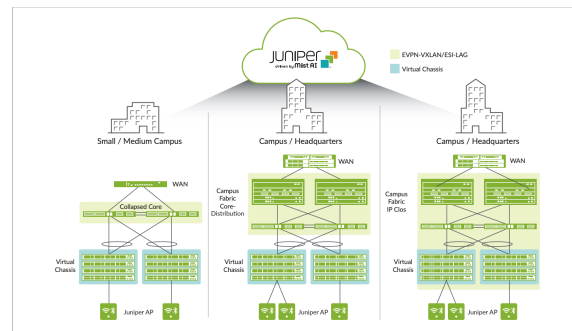 JUNIPER
driven by Mist AI
EVPN-VXLAN/ESI-LAG
Virtual Chassis
Small / Medium Campus
Campus / Headquarters
Campus / Headquarters
WAN
Collapsed Core
Virtual
Chassis
Juniper AP
WAN
Campus
Fabric
Core-
Distribution
Virtual
Chassis
Juniper AP
WAN
Campus
Fabric
IP Clos
Virtual
Chassis
Juniper AP